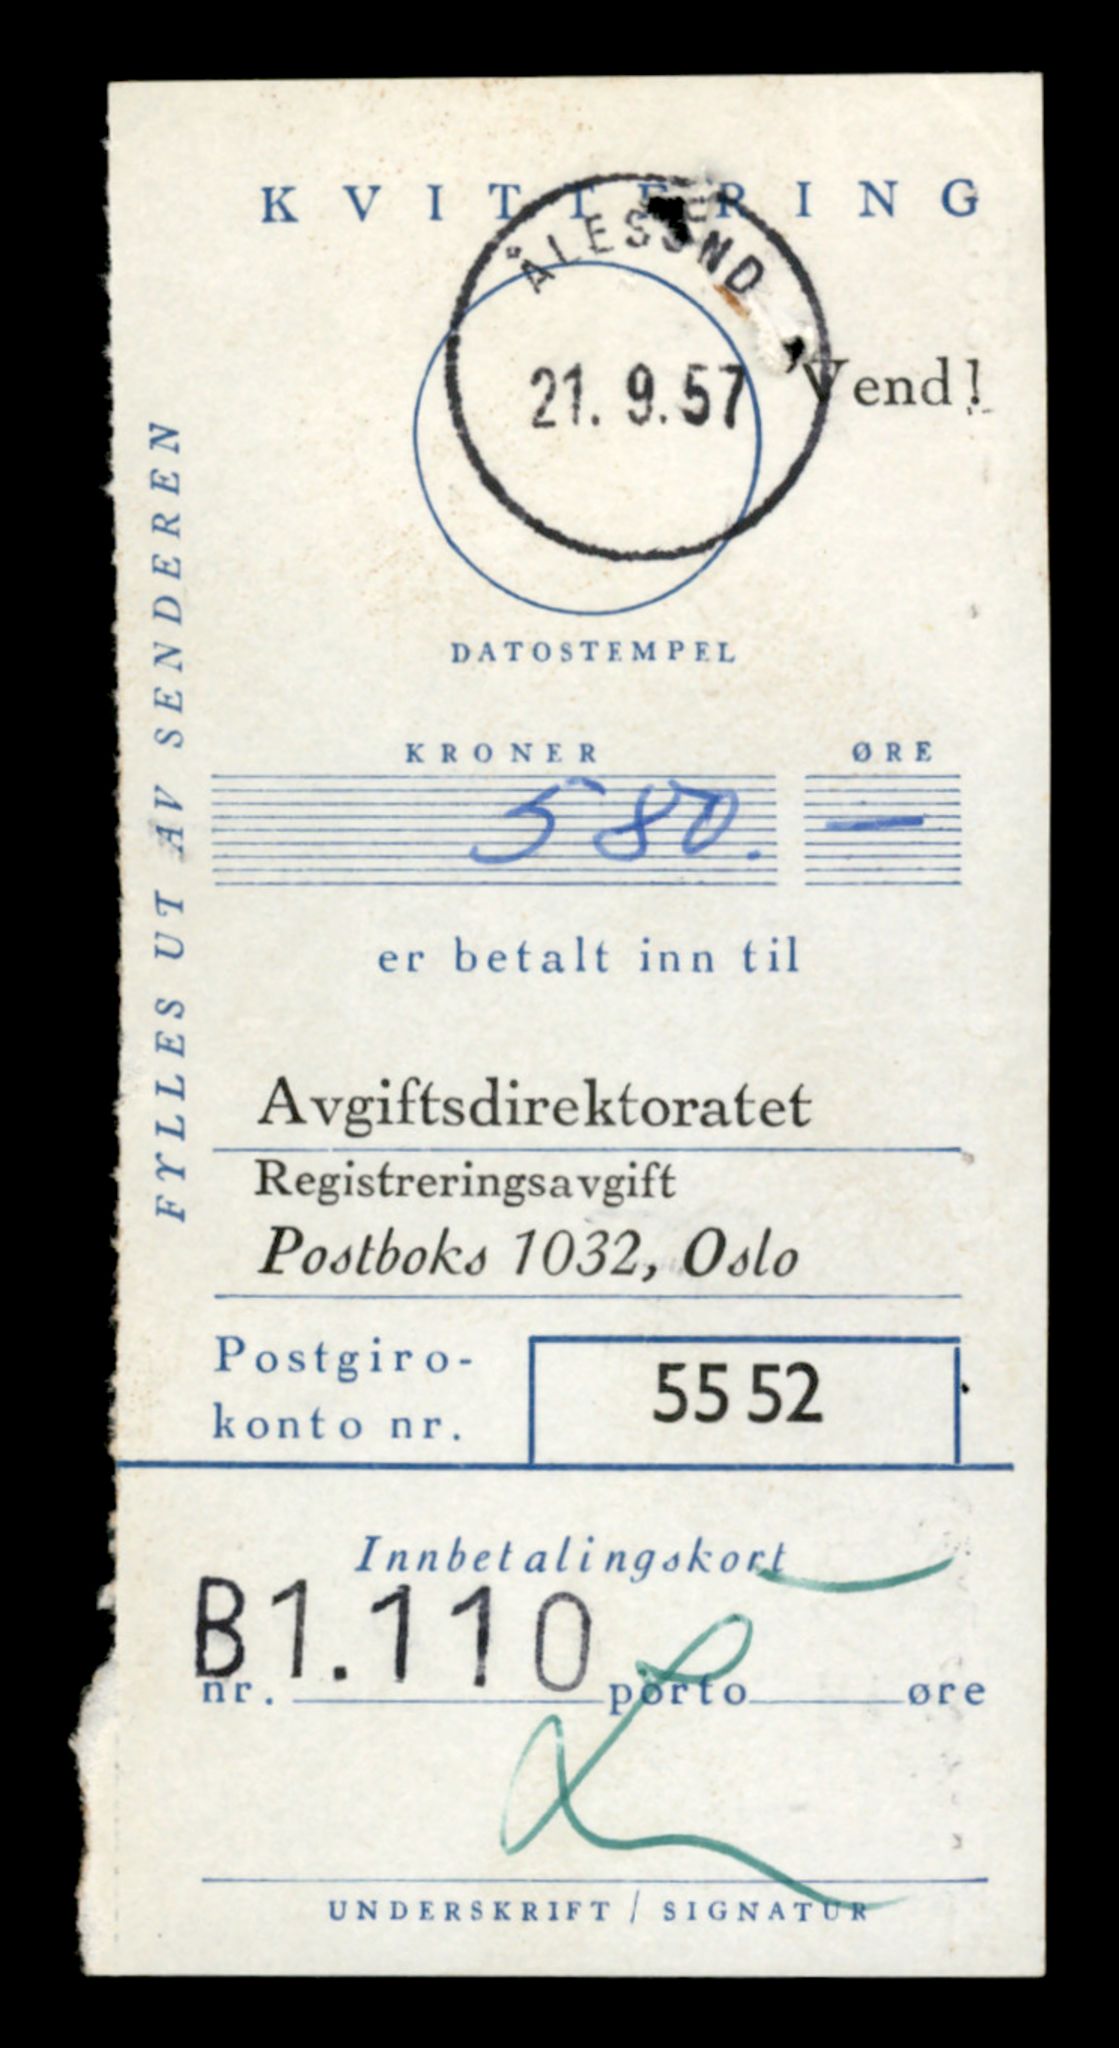 KVITTERING
ÅLESUND
21. 9. 57
Vend!
DATOSTEMPEL
FYLLES UT AV SENDEREN
KRONER ØRE
580. —
er betalt inn til
Avgiftsdirektoratet
Registreringsavgift
Postboks 1032, Oslo
Postgiro-
konto nr.
55 52
Innbetalingskort
B1.110
nr. porto øre
UNDERSKRIFT / SIGNATUR